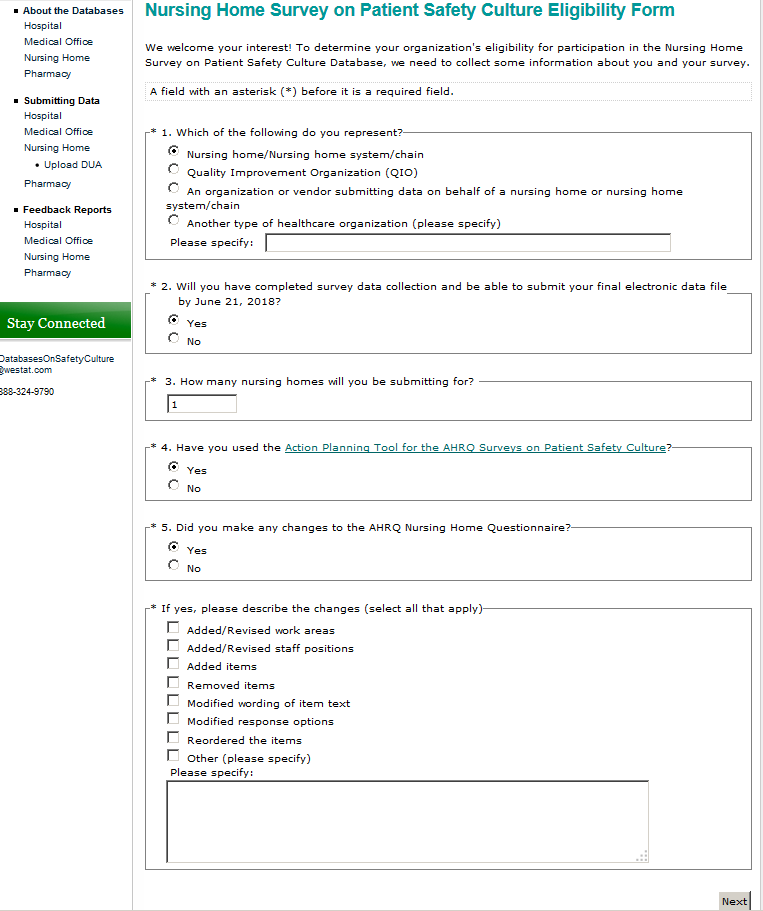 About the Databases
Hospital
Medical Office
Nursing Home
Pharmacy
Submitting Data
Hospital
Medical Office
Nursing Home
Upload DUA
Pharmacy
Feedback Reports
Hospital
Medical Office
Nursing Home
Pharmacy
Stay Connected
DatabasesOnSafetyCulture
@westat.com
888-324-9790
Nursing Home Survey on Patient Safety Culture Eligibility Form
We welcome your interest! To determine your organization's eligibility for participation in the Nursing Home
Survey on Patient Safety Culture Database, we need to collect some information about you and your survey.
A field with an asterisk (*) before it is a required field.
* 1. Which of the following do you represent?
Nursing home/Nursing home system/chain
Quality Improvement Organization (QIO)
An organization or vendor submitting data on behalf of a nursing home or nursing home
system/chain
Another type of healthcare organization (please specify)
Please specify:
* 2. Will you have completed survey data collection and be able to submit your final electronic data file
by June 21, 2018?
Yes
No
* 3. How many nursing homes will you be submitting for?
1
* 4. Have you used the Action Planning Tool for the AHRQ Surveys on Patient Safety Culture?
Yes
No
* 5. Did you make any changes to the AHRQ Nursing Home Questionnaire?
Yes
No
* If yes, please describe the changes (select all that apply)
Added/Revised work areas
Added/Revised staff positions
Added items
Removed items
Modified wording of item text
Modified response options
Reordered the items
Other (please specify)
Please specify:
Next